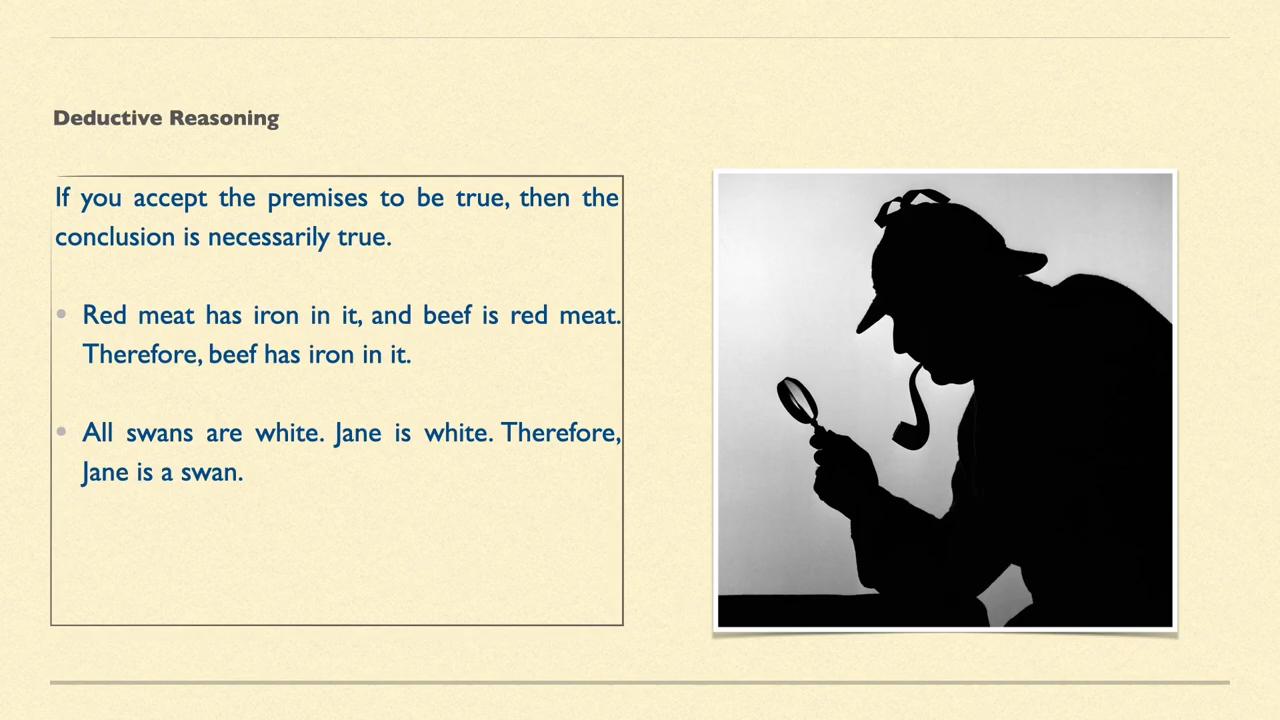 Deductive Reasoning
If you accept the premises to be true, then the
conclusion is necessarily true.
• Red meat has iron in it, and beef is red meat.
Therefore, beef has iron in it.
• All swans are white. Jane is white. Therefore,
Jane is a swan.